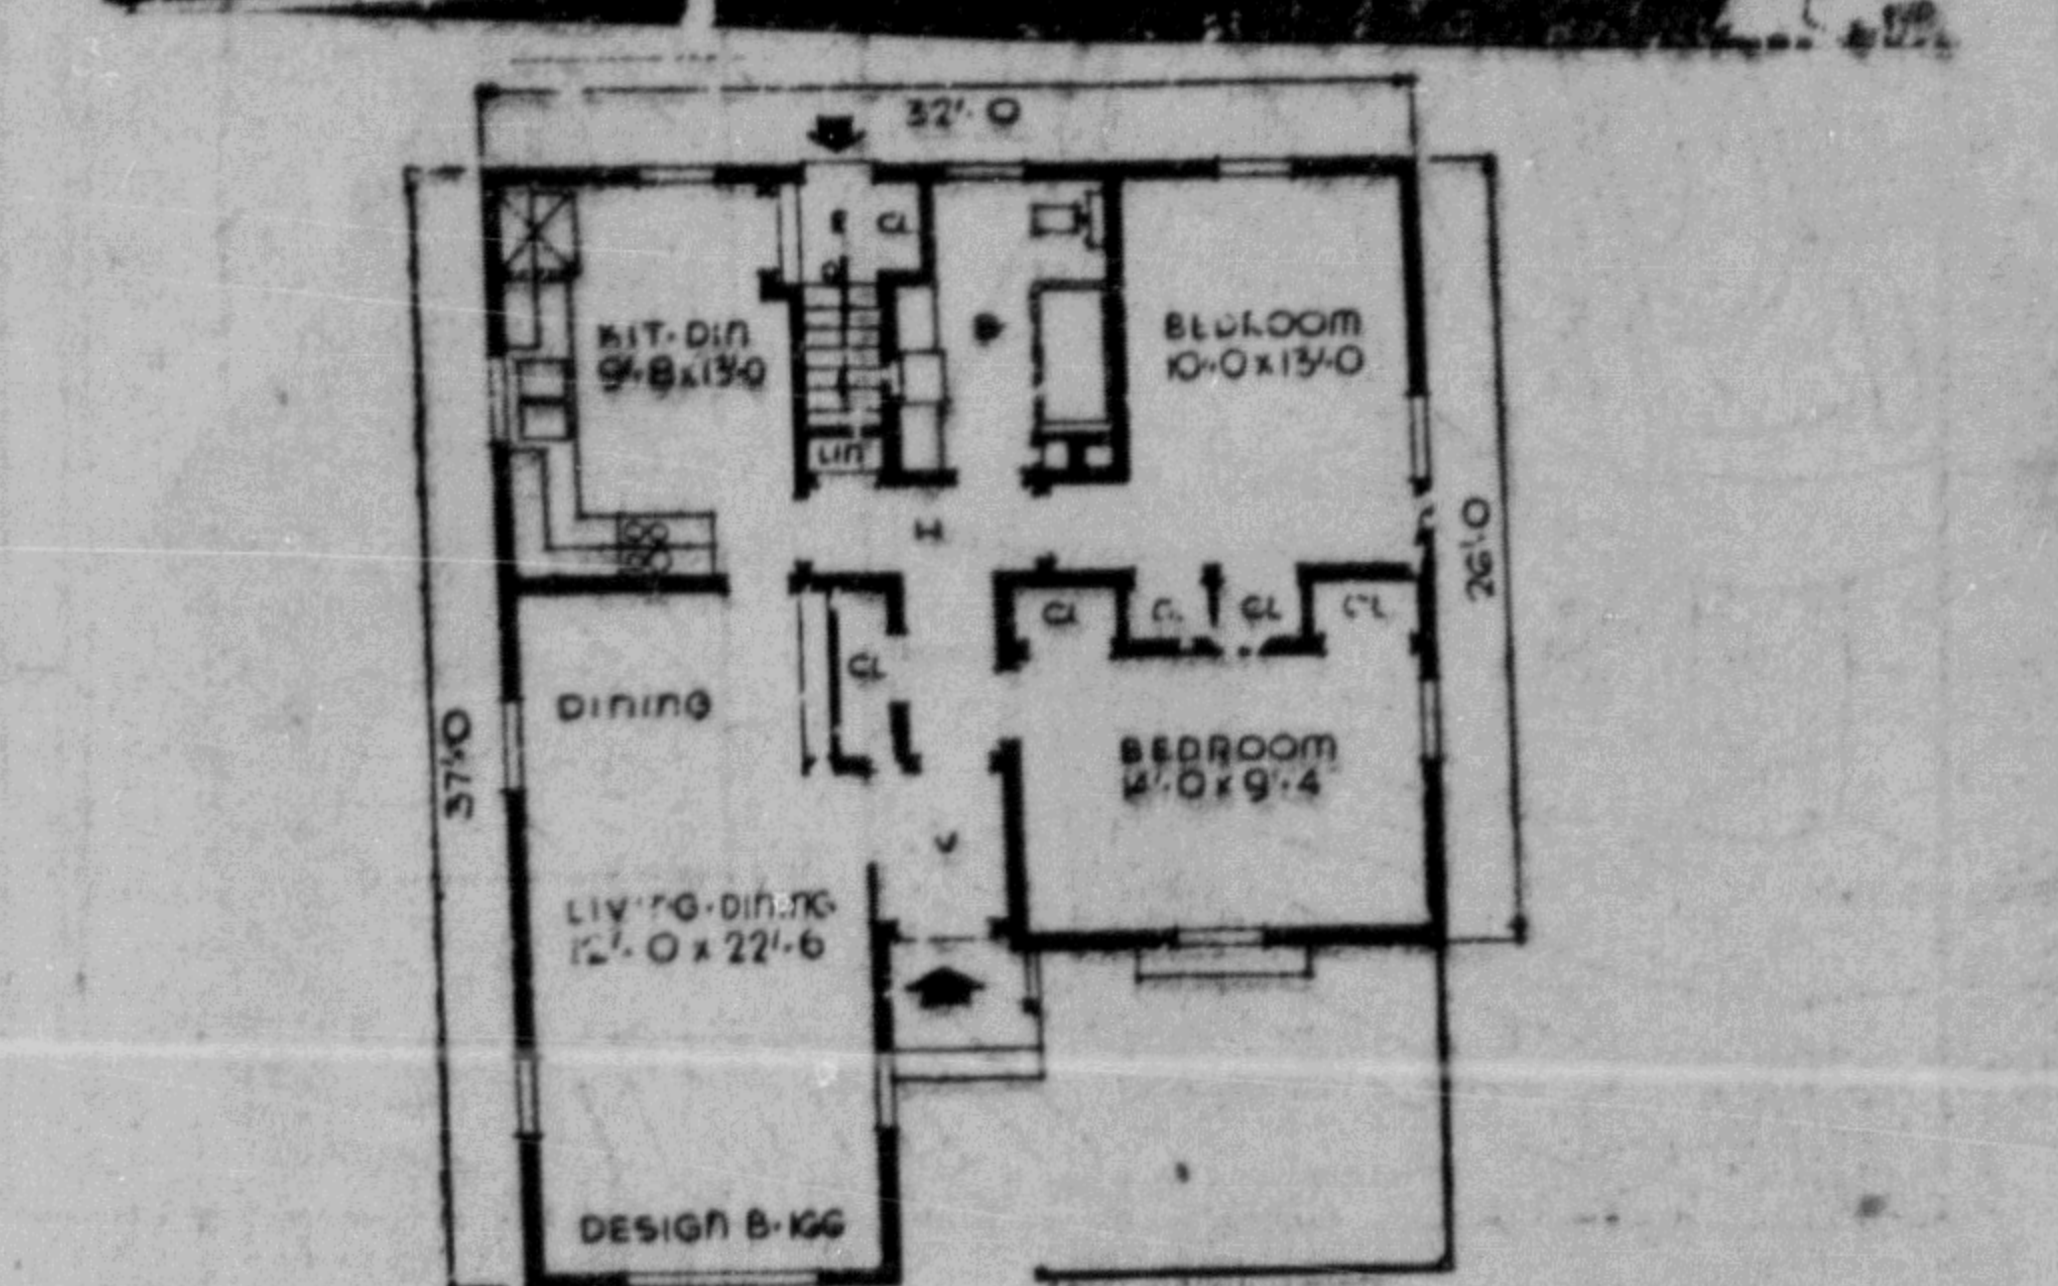 32'-0
E CL
D
KIT-DIN
9'-8x13'-0
B
BEDROOM
10'-0x13'-0
LIN
H
26'-0
CL
CL
CL
CL
CL
DINING
37'-0
BEDROOM
14'-0x9'-4
V
LIVING-DINING
12'-0x22'-6
DESIGN B-166